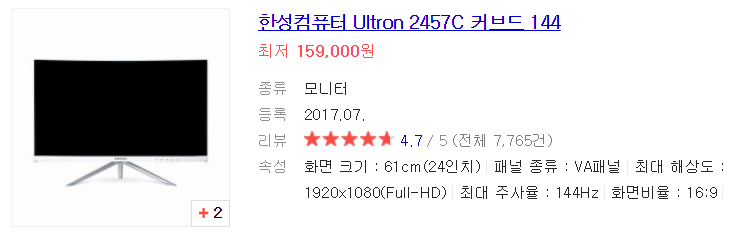 한성컴퓨터 Ultron 2457C 커브드 144
최저 159,000원
종류 모니터
등록 2017.07.
리뷰 4.7 / 5 (전체 7,765건)
속성 화면 크기 : 61cm(24인치) | 패널 종류 : VA패널 | 최대 해상도 :
1920x1080(Full-HD) | 최대 주사율 : 144Hz | 화면비율 : 16:9 |
+ 2